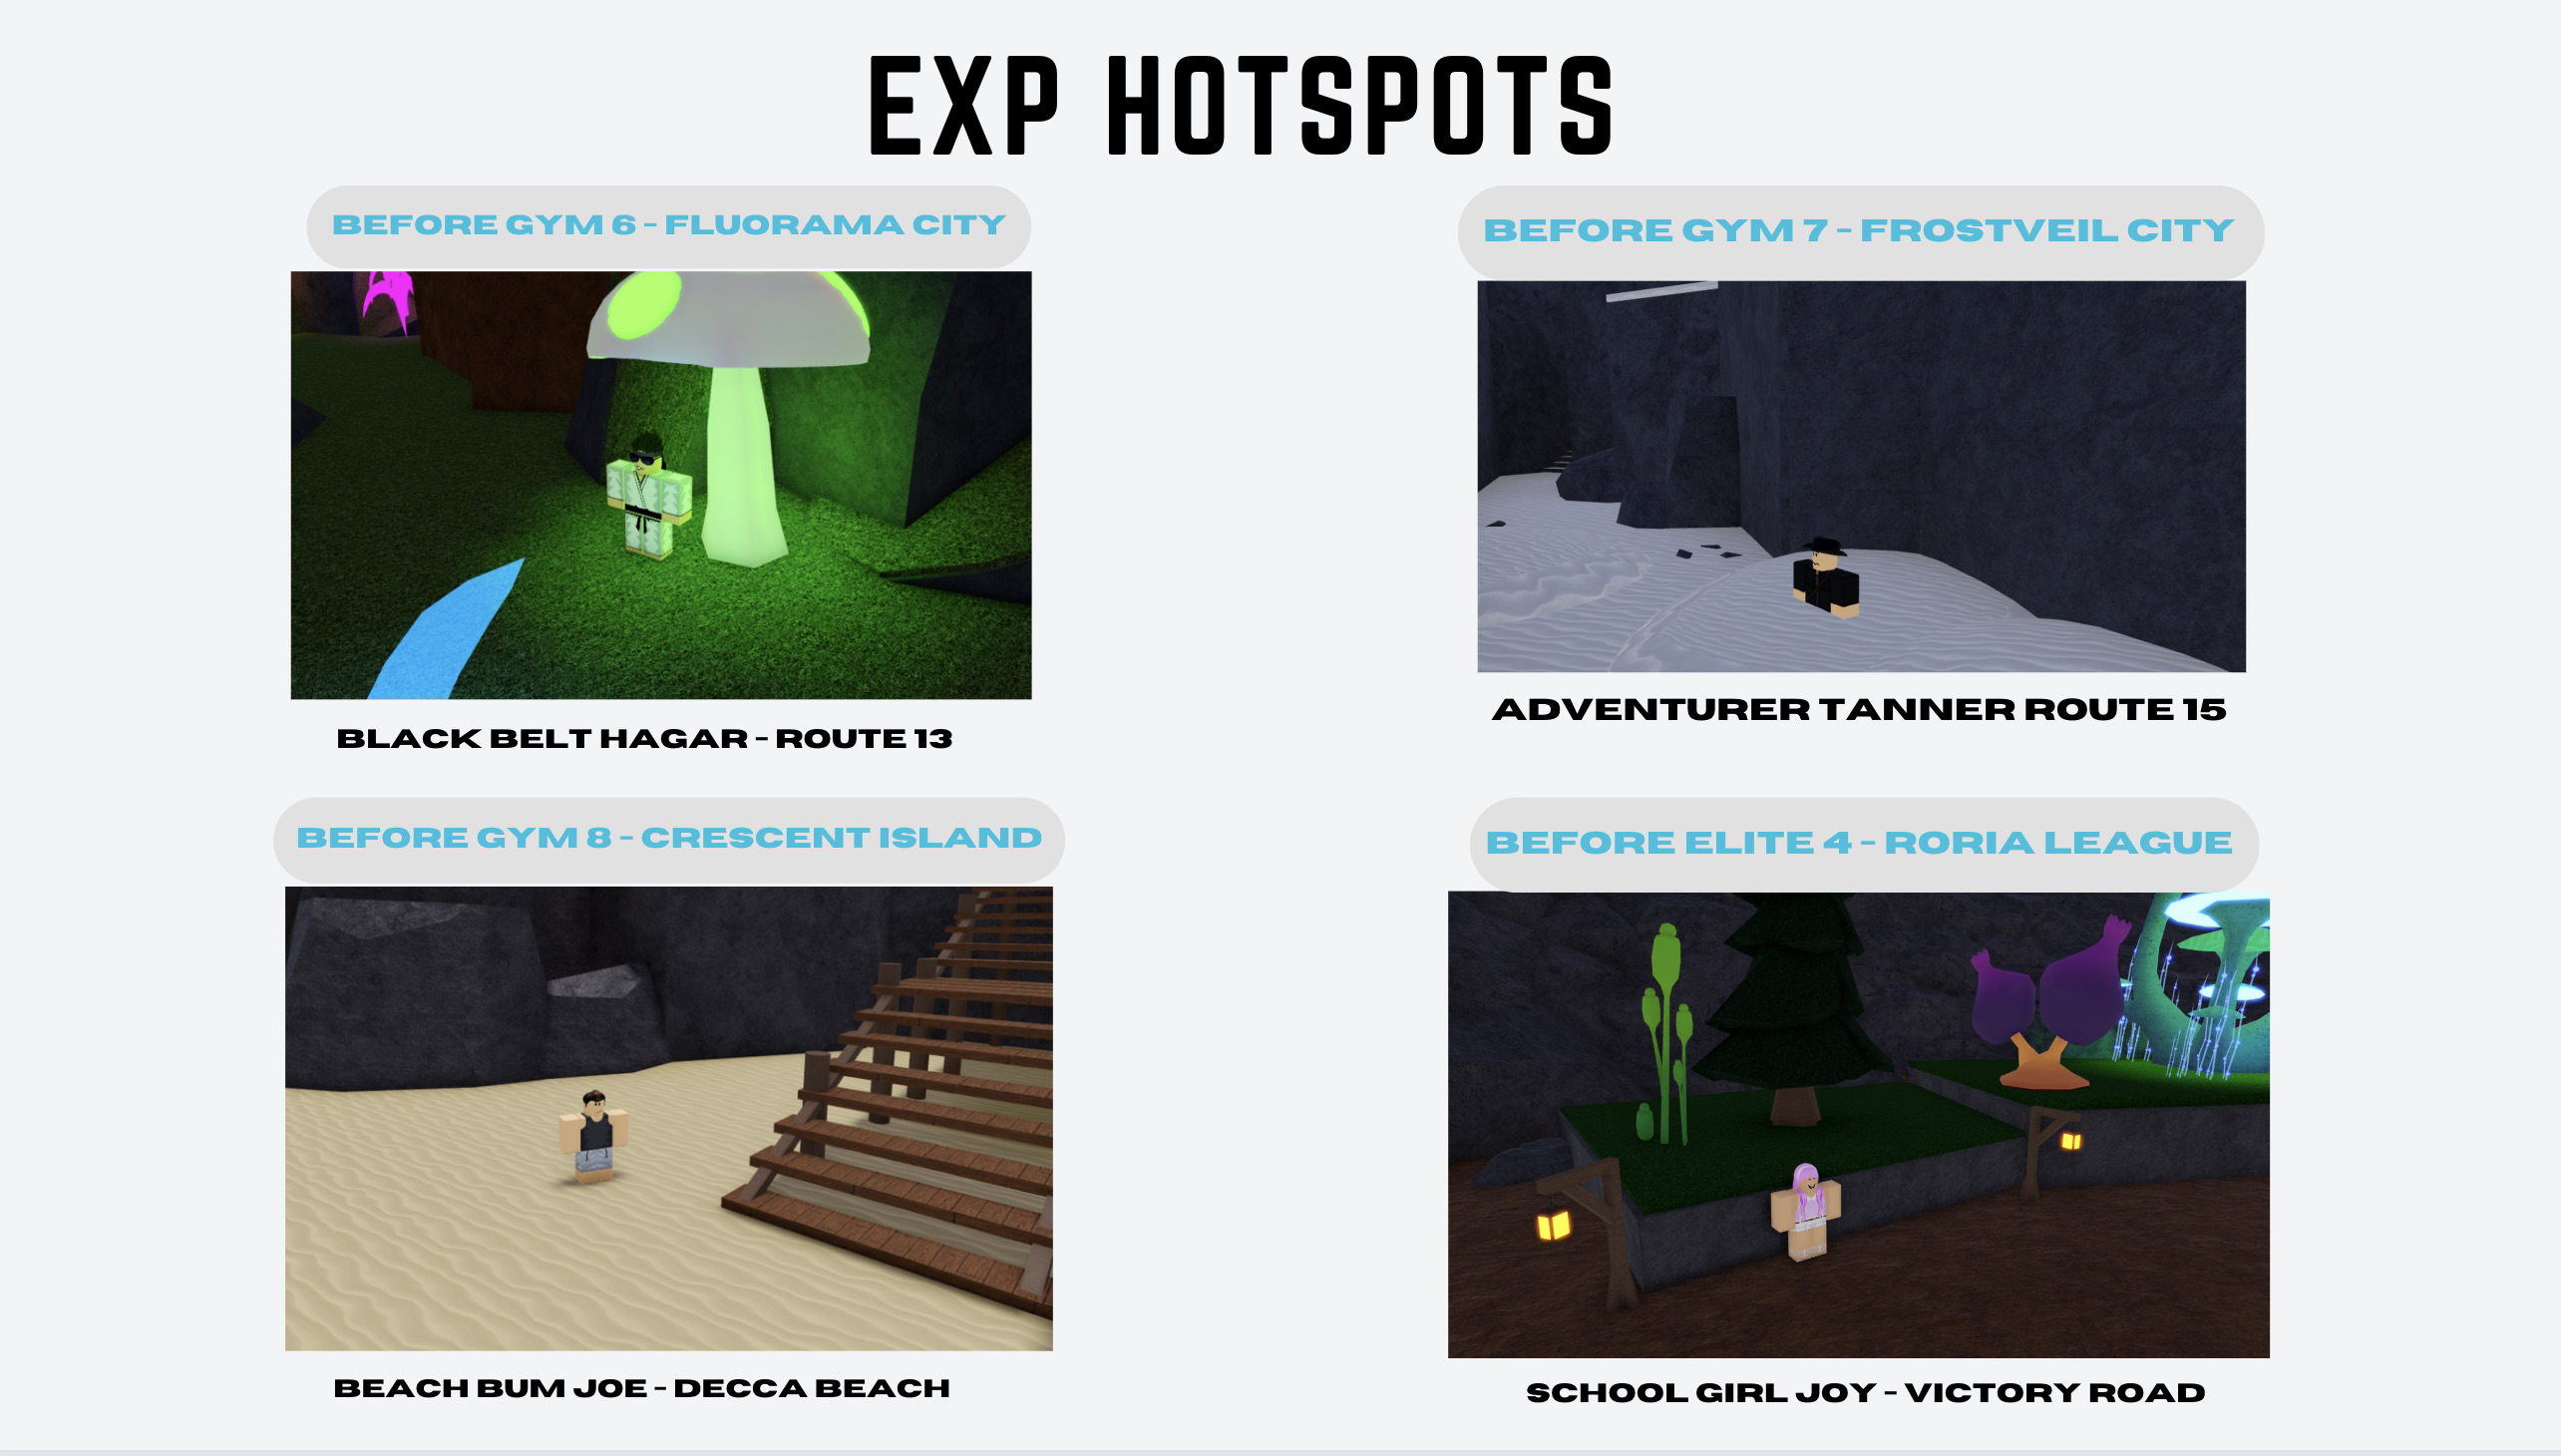 EXP HOTSPOTS
BEFORE GYM 6 - FLUORAMA CITY
BEFORE GYM 7 - FROSTVEIL CITY
BLACK BELT HAGAR - ROUTE 13
ADVENTURER TANNER ROUTE 15
BEFORE GYM 8 - CRESCENT ISLAND
BEFORE ELITE 4 - RORIA LEAGUE
BEACH BUM JOE - DECCA BEACH
SCHOOL GIRL JOY - VICTORY ROAD